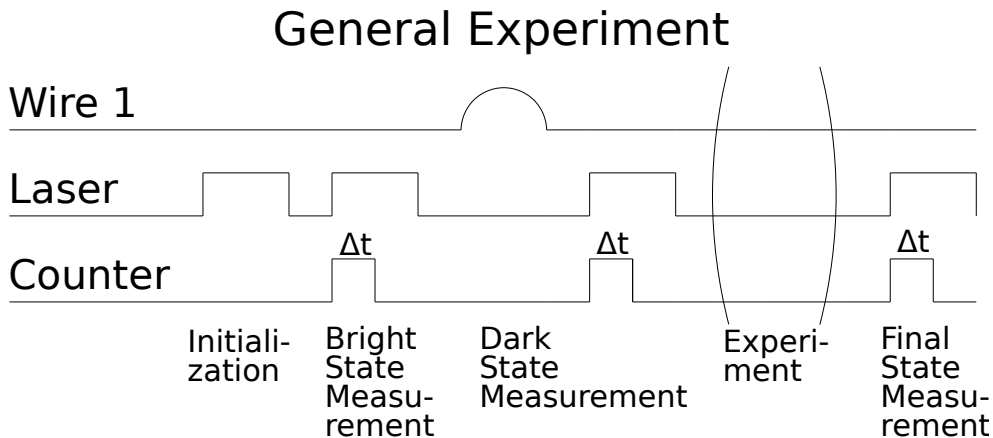 General Experiment
Wire 1
Laser
Δt
Δt
Δt
Counter
Initiali-
zation
Bright
State
Measu-
rement
Dark
State
Measurement
Experi-
ment
Final
State
Measu-
rement